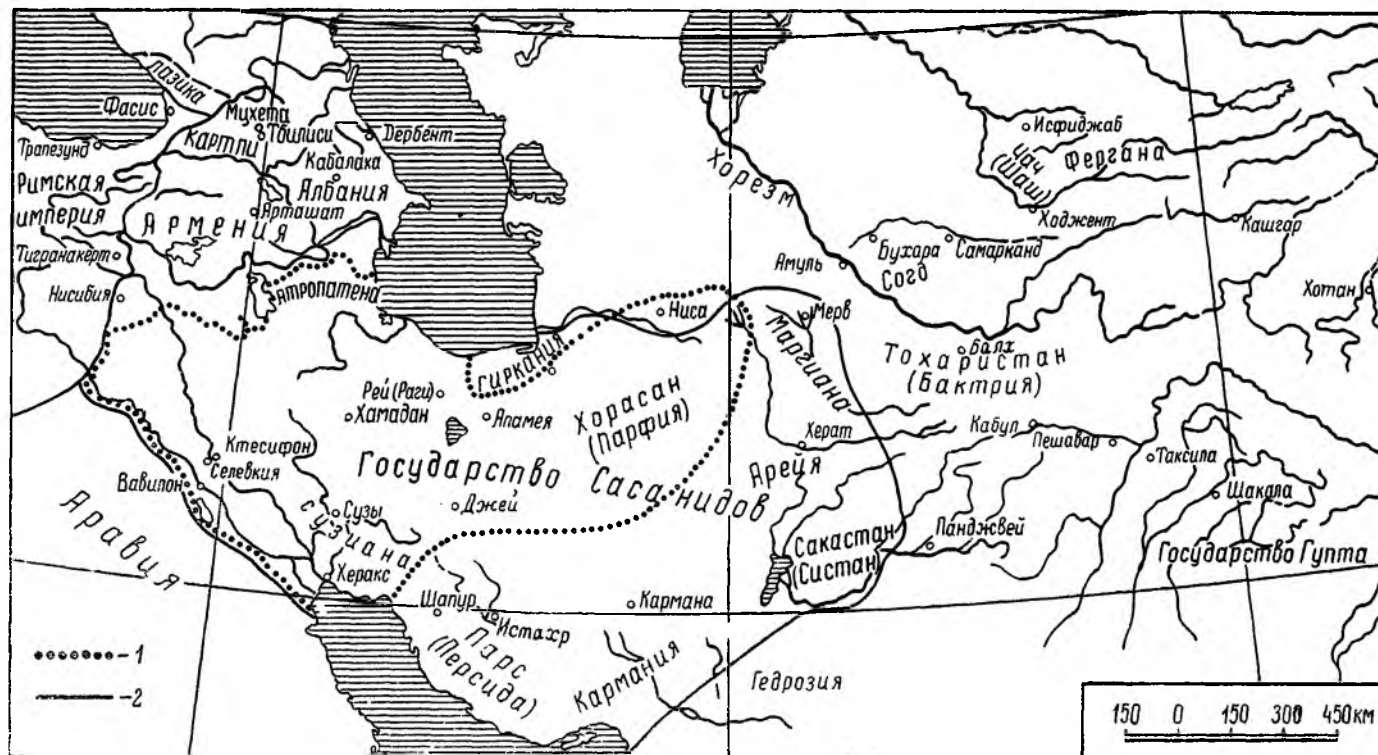 Лазика
Фасис
Мцхета
Тбилиси
Картли
Дербент
Трапезунд
Кабалака
Албания
Римская
империя
Арташат
Армения
Тигранакерт
Нисибия
Атропатена
Исфиджаб
Чач
(Шаш)
Фергана
Хорезм
Ходжент
Кашгар
Бухара
Самарканд
Согд
Амуль
Хотан
Ниса
Мерв
Маргиана
Гиркания
Балх
Тохаристан
(Бактрия)
Рей (Раги)
Хамадан
Апамея
Хорасан
(Парфия)
Херат
Кабул
Пешавар
Таксила
Шакала
Ктесифон
Селевкия
Вавилон
Государство Сасанидов
Арейя
Сузы
Сузиана
Джей
Аравия
Сакастан
(Систан)
Панджвей
Государство Гупта
Херакс
Шапур
Истахр
Кармана
Парс
(Персида)
Кармания
Гедрозия
-1
-2
150 0 150 300 450 км